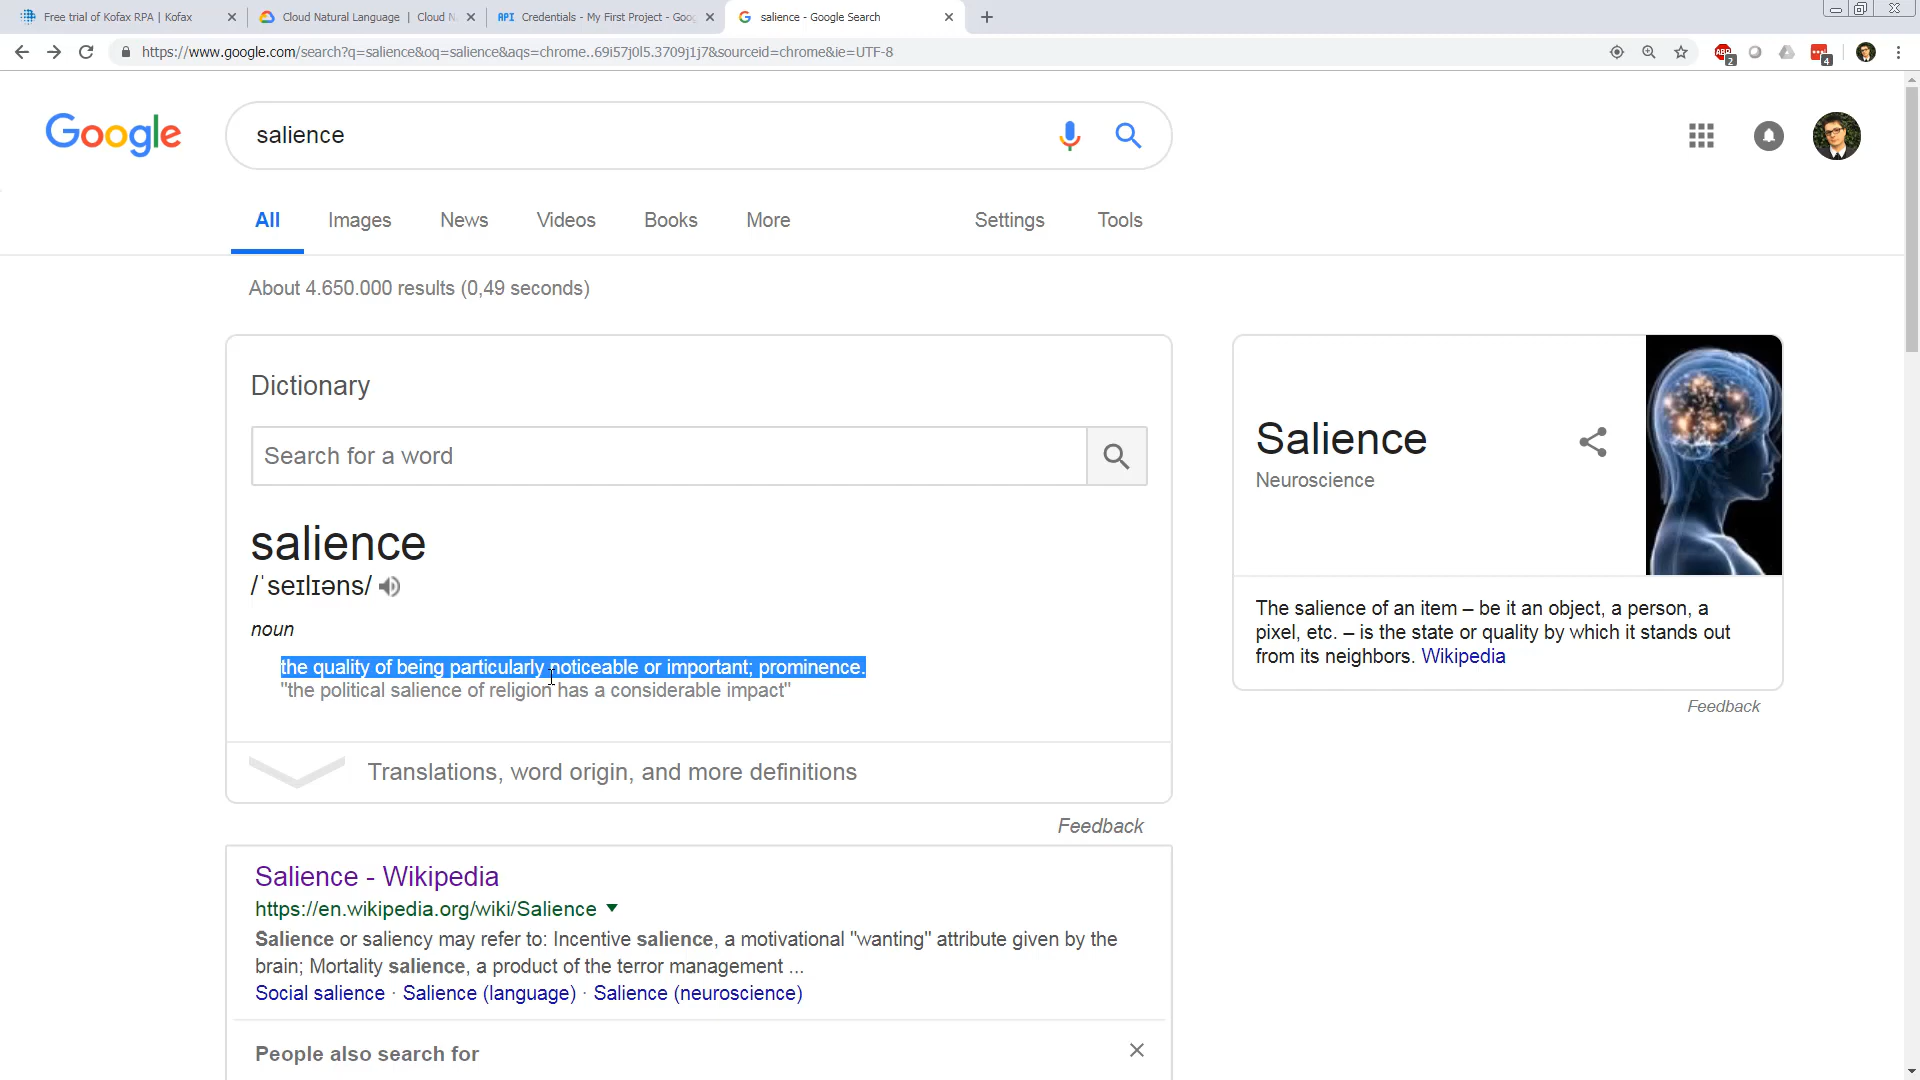 Free trial of Kofax RPA | Kofax
Cloud Natural Language | Cloud N
API Credentials - My First Project - Goog
salience - Google Search
https://www.google.com/search?q=salience&oq=salience&aqs=chrome..69i57j0l5.3709j1j7&sourceid=chrome&ie=UTF-8
ABP
2
4
Google
salience
All Images News Videos Books More Settings Tools
About 4.650.000 results (0,49 seconds)
Dictionary
Search for a word
salience
/ˈseɪlɪəns/
noun
the quality of being particularly noticeable or important; prominence.
"the political salience of religion has a considerable impact"
Translations, word origin, and more definitions
Feedback
Salience - Wikipedia
https://en.wikipedia.org/wiki/Salience
Salience or saliency may refer to: Incentive salience, a motivational "wanting" attribute given by the
brain; Mortality salience, a product of the terror management ...
Social salience · Salience (language) · Salience (neuroscience)
People also search for
Salience
Neuroscience
The salience of an item – be it an object, a person, a
pixel, etc. – is the state or quality by which it stands out
from its neighbors. Wikipedia
Feedback